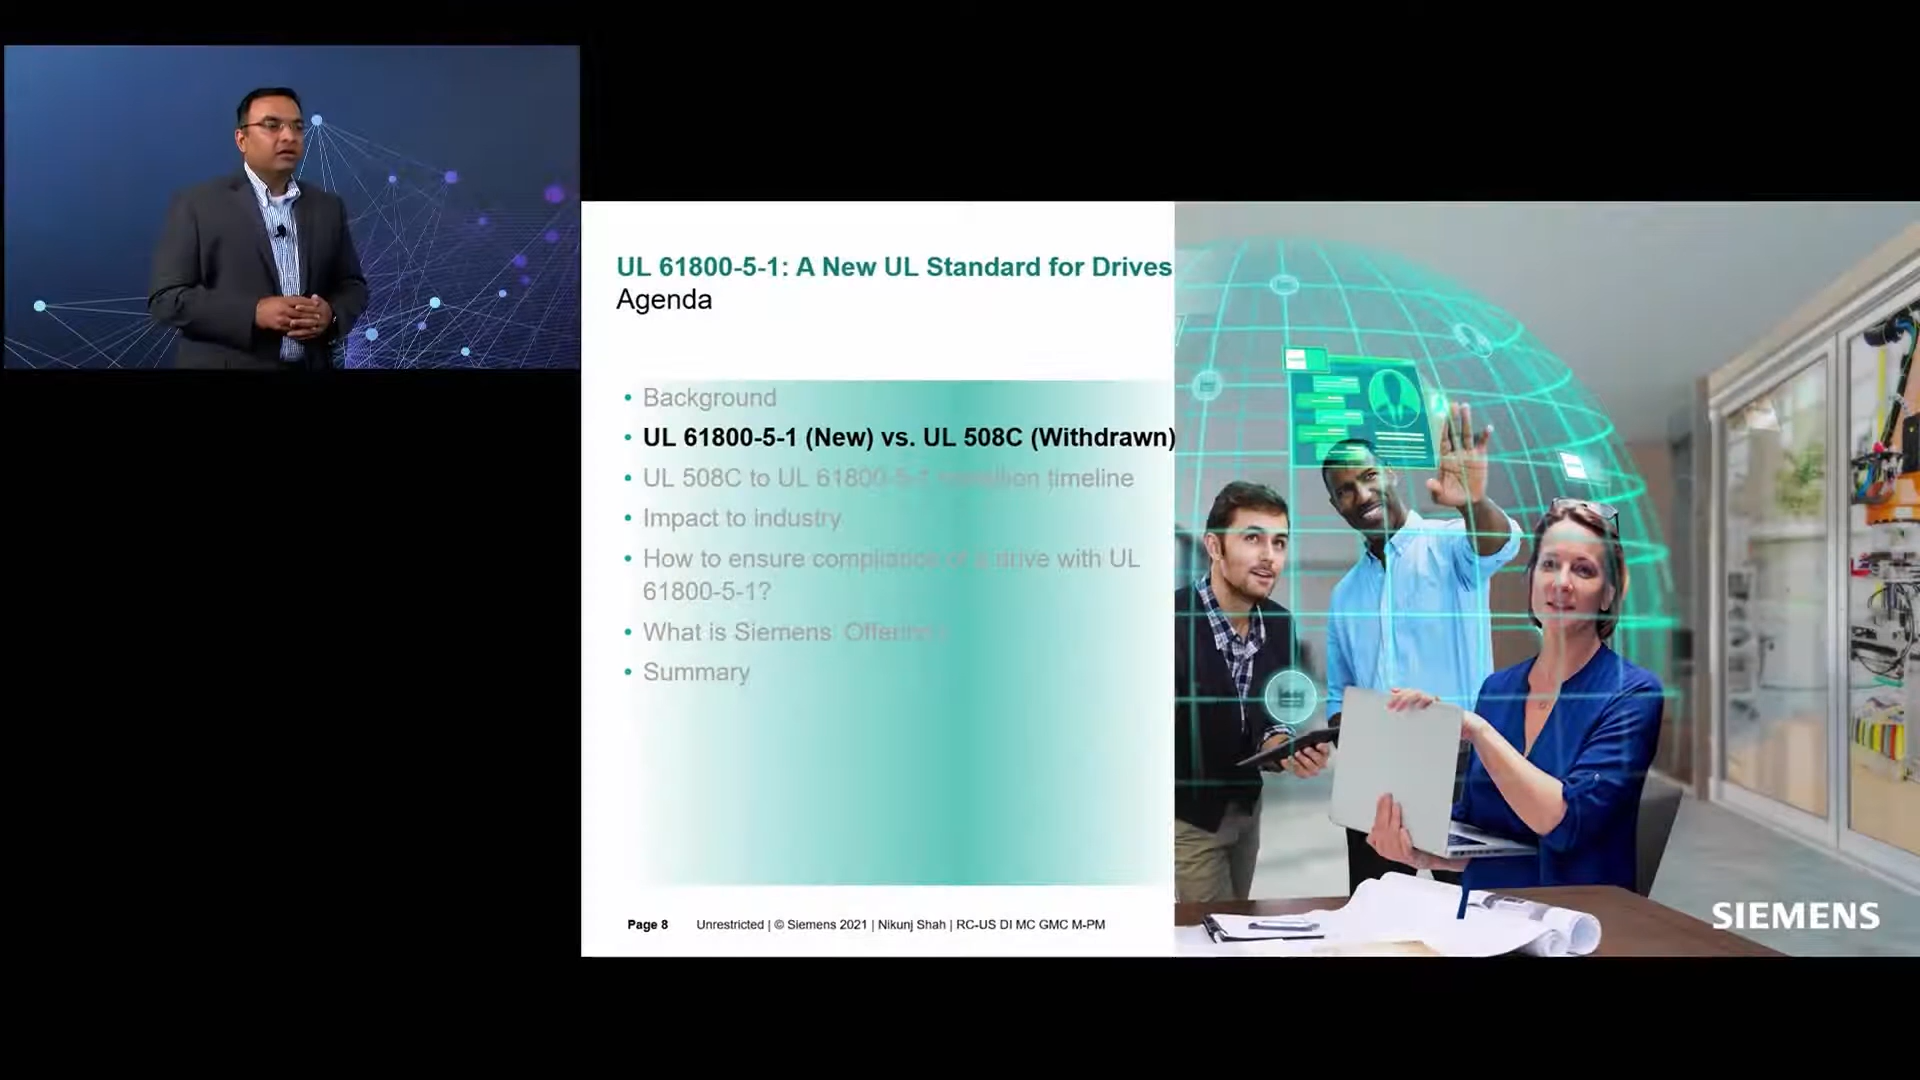 UL 61800-5-1: A New UL Standard for Drives
Agenda
• Background
• UL 61800-5-1 (New) vs. UL 508C (Withdrawn)
• UL 508C to UL 61800-5-1 transition timeline
• Impact to industry
• How to ensure compliance of a drive with UL
61800-5-1?
• What is Siemens
• Summary
Page 8 Unrestricted | © Siemens 2021 | Nikunj Shah | RC-US DI MC GMC M-PM
SIEMENS